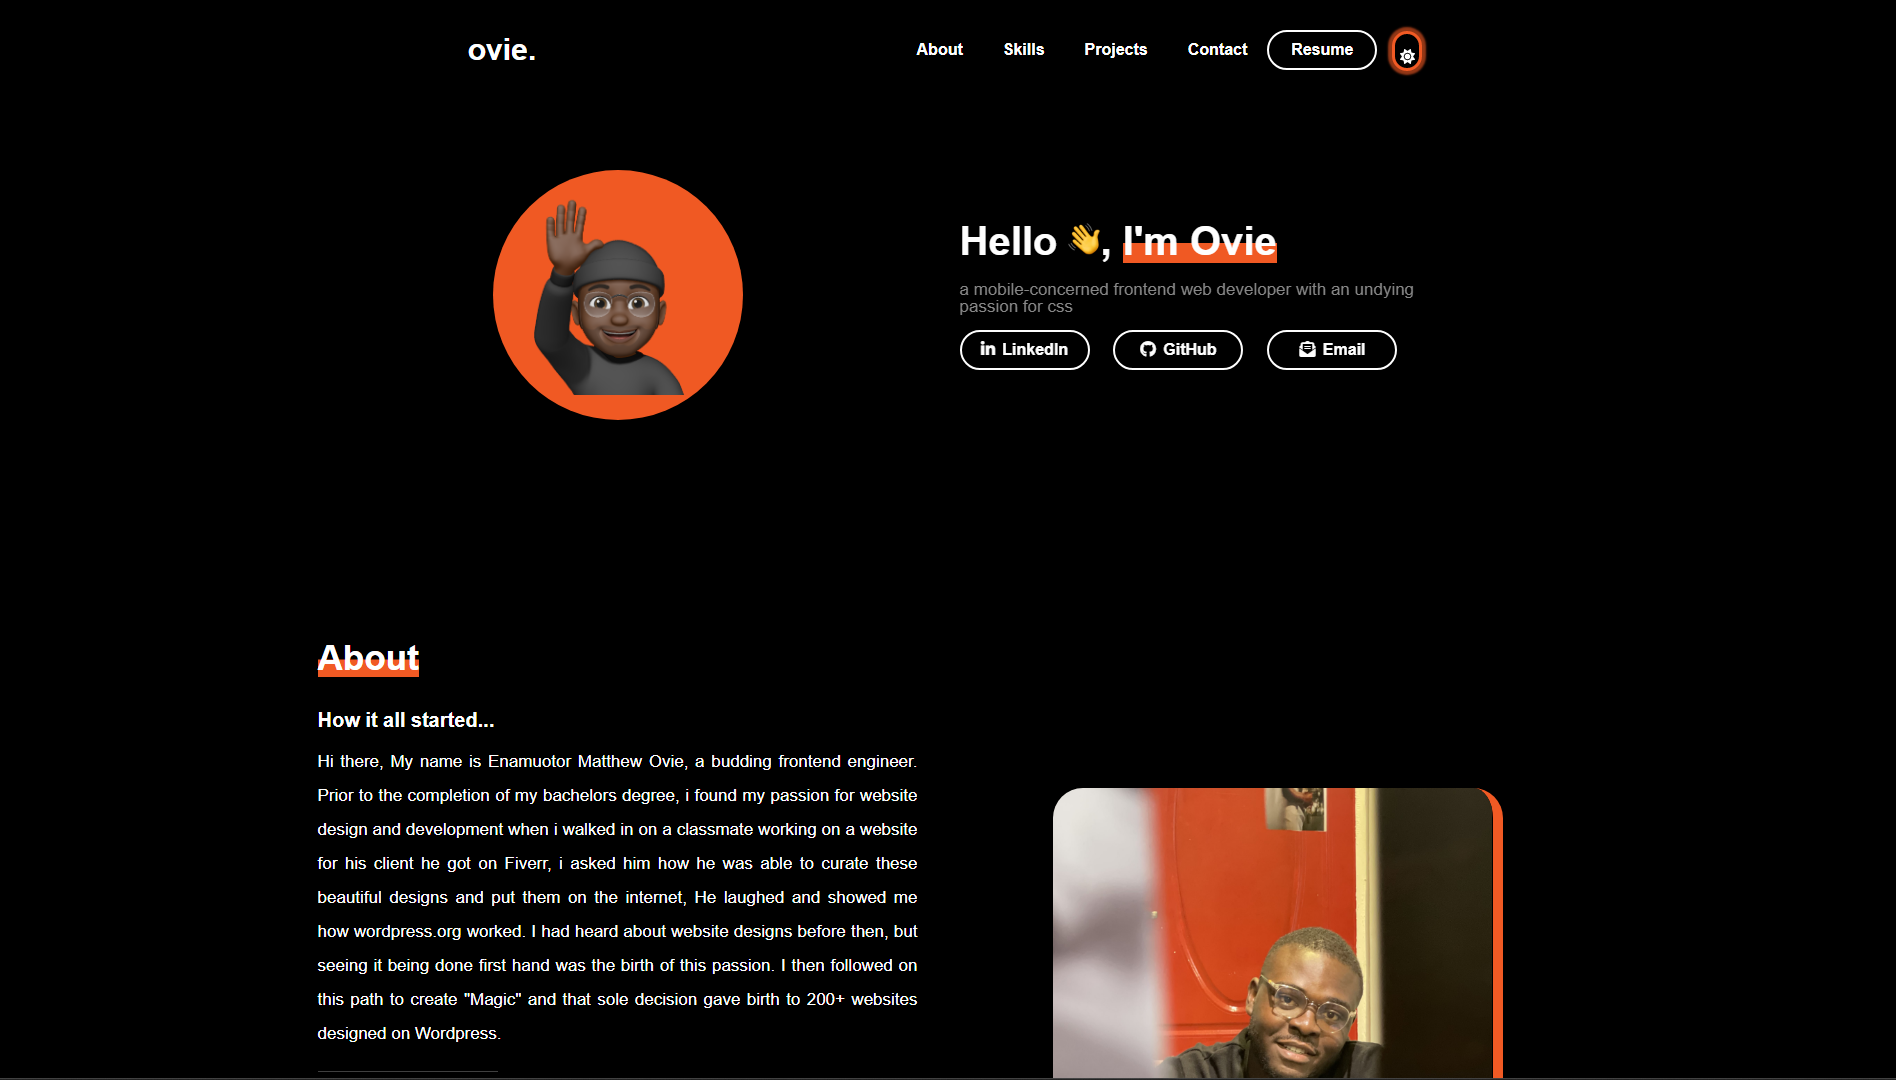 ovie.
About
Skills
Projects
Contact
Resume
Hello 👋, I'm Ovie
a mobile-concerned frontend web developer with an undying
passion for css
LinkedIn
GitHub
Email
About
How it all started...
Hi there, My name is Enamuotor Matthew Ovie, a budding frontend engineer.
Prior to the completion of my bachelors degree, i found my passion for website
design and development when i walked in on a classmate working on a website
for his client he got on Fiverr, i asked him how he was able to curate these
beautiful designs and put them on the internet, He laughed and showed me
how wordpress.org worked. I had heard about website designs before then, but
seeing it being done first hand was the birth of this passion. I then followed on
this path to create "Magic" and that sole decision gave birth to 200+ websites
designed on Wordpress.